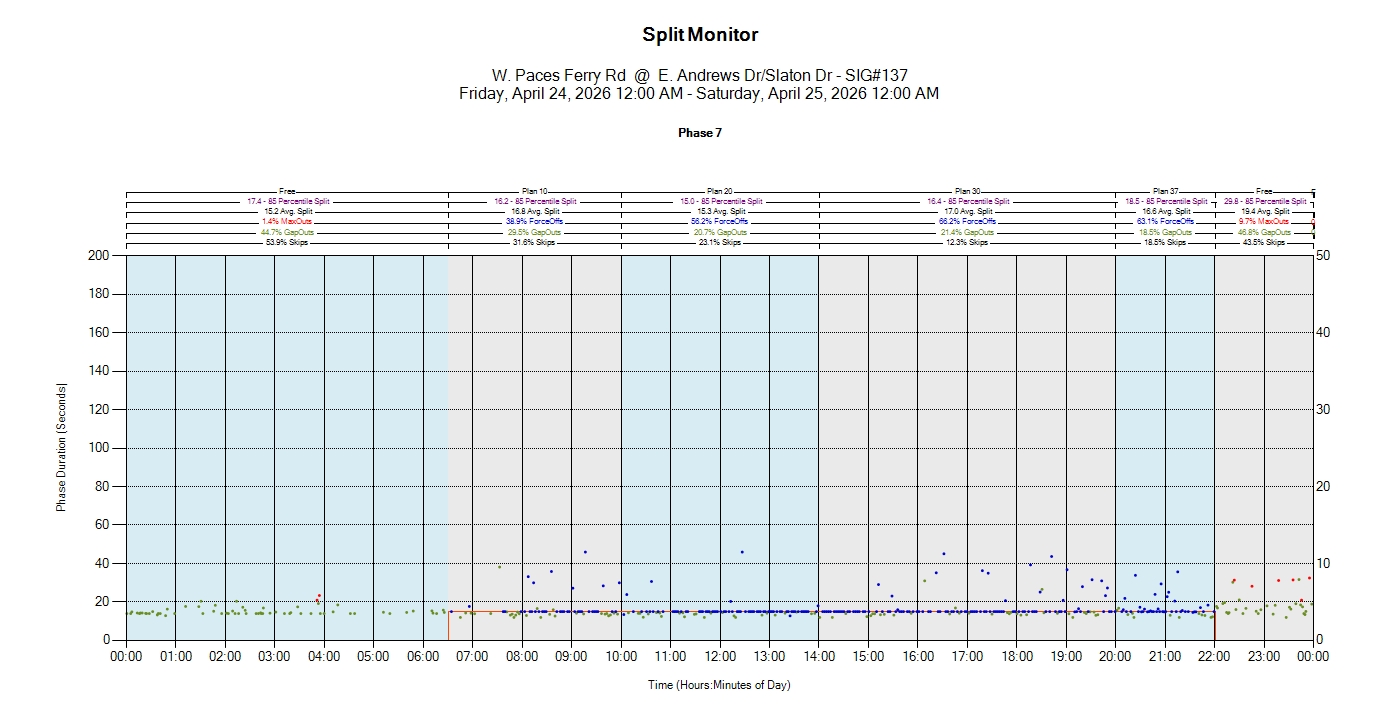 Split Monitor
W. Paces Ferry Rd @ E. Andrews Dr/Slaton Dr - SIG#137
Friday, April 24, 2026 12:00 AM - Saturday, April 25, 2026 12:00 AM
Phase 7
Free Plan 10 Plan 20 Plan 30 Plan 37 Free
17.4 - 85 Percentile Split 16.2 - 85 Percentile Split 15.0 - 85 Percentile Split 16.4 - 85 Percentile Split 18.5 - 85 Percentile Split 29.8 - 85 Percentile Split
15.2 Avg. Split 16.8 Avg. Split 15.3 Avg. Split 17.0 Avg. Split 16.6 Avg. Split 19.4 Avg. Split
1.4% MaxOuts 38.9% ForceOffs 56.2% ForceOffs 66.2% ForceOffs 63.1% ForceOffs 9.7% MaxOuts
44.7% GapOuts 29.5% GapOuts 20.7% GapOuts 21.4% GapOuts 18.5% GapOuts 46.8% GapOuts
53.9% Skips 31.6% Skips 23.1% Skips 12.3% Skips 18.5% Skips 43.5% Skips
200 50
180
160 40
140
120 30
100
80 20
60
40 10
20
0 0
Phase Duration (Seconds)
00:00 01:00 02:00 03:00 04:00 05:00 06:00 07:00 08:00 09:00 10:00 11:00 12:00 13:00 14:00 15:00 16:00 17:00 18:00 19:00 20:00 21:00 22:00 23:00 00:00
Time (Hours:Minutes of Day)